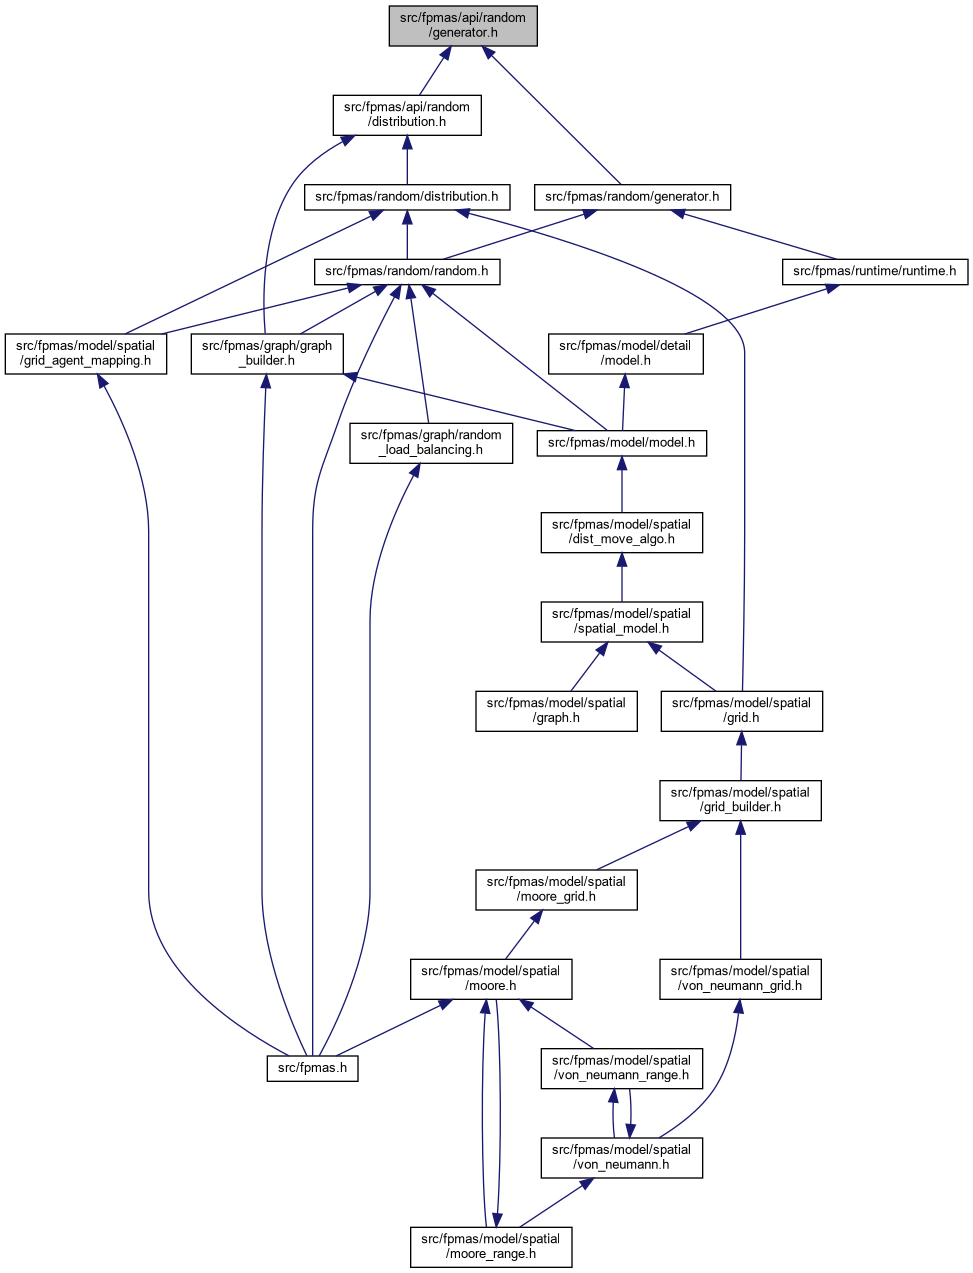 src/fpmas/api/random
/generator.h
src/fpmas/api/random
/distribution.h
src/fpmas/random/distribution.h
src/fpmas/random/generator.h
src/fpmas/random/random.h
src/fpmas/runtime/runtime.h
src/fpmas/model/spatial
/grid_agent_mapping.h
src/fpmas/graph/graph
_builder.h
src/fpmas/model/detail
/model.h
src/fpmas/graph/random
_load_balancing.h
src/fpmas/model/model.h
src/fpmas/model/spatial
/dist_move_algo.h
src/fpmas/model/spatial
/spatial_model.h
src/fpmas/model/spatial
/graph.h
src/fpmas/model/spatial
/grid.h
src/fpmas/model/spatial
/grid_builder.h
src/fpmas/model/spatial
/moore_grid.h
src/fpmas/model/spatial
/moore.h
src/fpmas/model/spatial
/von_neumann_grid.h
src/fpmas.h
src/fpmas/model/spatial
/von_neumann_range.h
src/fpmas/model/spatial
/von_neumann.h
src/fpmas/model/spatial
/moore_range.h